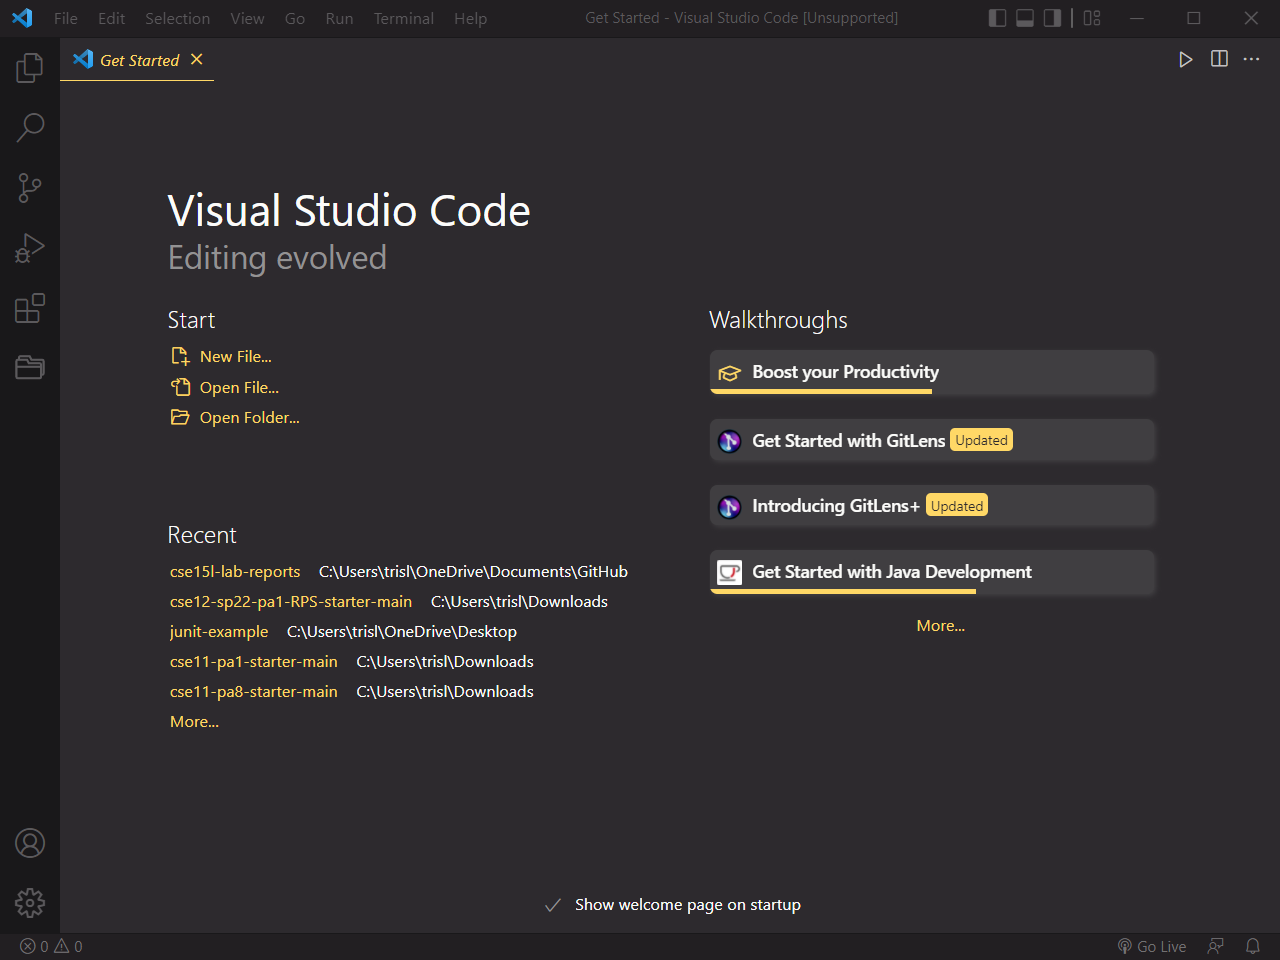 File Edit Selection View Go Run Terminal Help Get Started - Visual Studio Code [Unsupported]
Get Started
Visual Studio Code
Editing evolved
Start
New File...
Open File...
Open Folder...
Recent
cse15l-lab-reports C:\Users\trisl\OneDrive\Documents\GitHub
cse12-sp22-pa1-RPS-starter-main C:\Users\trisl\Downloads
junit-example C:\Users\trisl\OneDrive\Desktop
cse11-pa1-starter-main C:\Users\trisl\Downloads
cse11-pa8-starter-main C:\Users\trisl\Downloads
More...
Walkthroughs
Boost your Productivity
Get Started with GitLens Updated
Introducing GitLens+ Updated
Get Started with Java Development
More...
Show welcome page on startup
0 0 Go Live